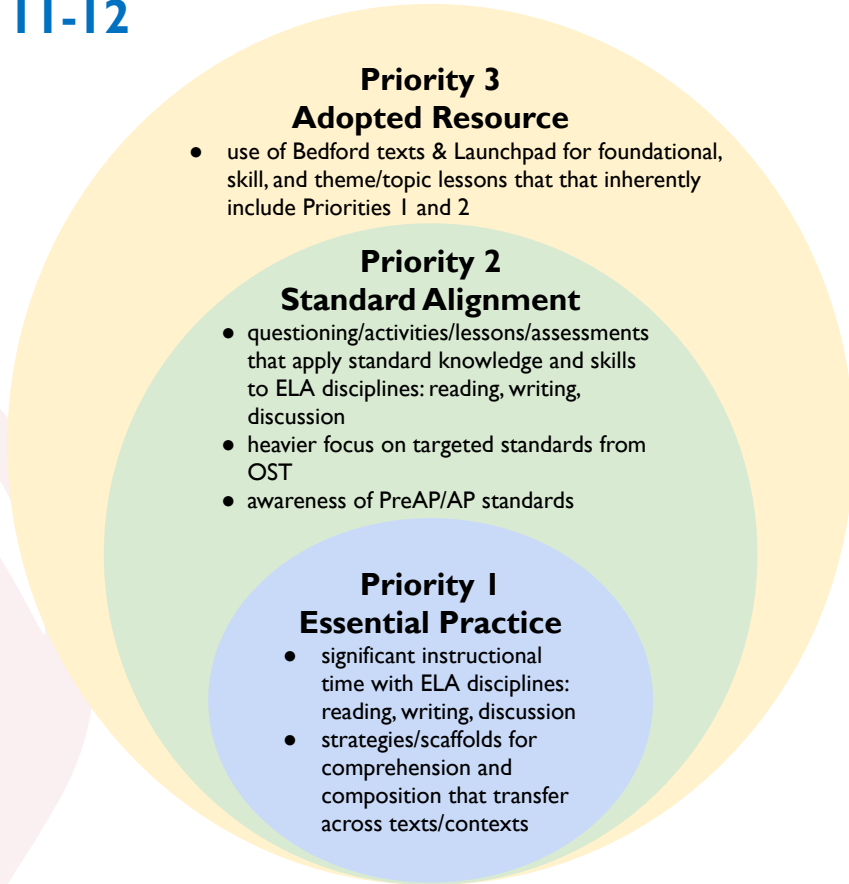 11-12
Priority 3
Adopted Resource
● use of Bedford texts & Launchpad for foundational,
skill, and theme/topic lessons that that inherently
include Priorities 1 and 2
Priority 2
Standard Alignment
● questioning/activities/lessons/assessments
that apply standard knowledge and skills
to ELA disciplines: reading, writing,
discussion
● heavier focus on targeted standards from
OST
● awareness of PreAP/AP standards
Priority 1
Essential Practice
● significant instructional
time with ELA disciplines:
reading, writing, discussion
● strategies/scaffolds for
comprehension and
composition that transfer
across texts/contexts